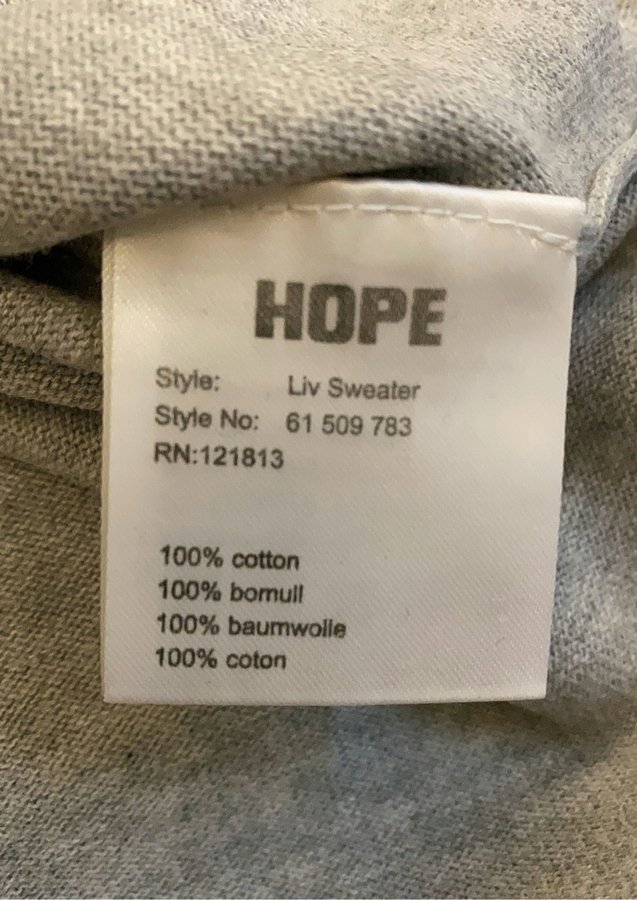 HOPE
Style: Liv Sweater
Style No: 61 509 783
RN:121813
100% cotton
100% bomull
100% baumwolle
100% coton